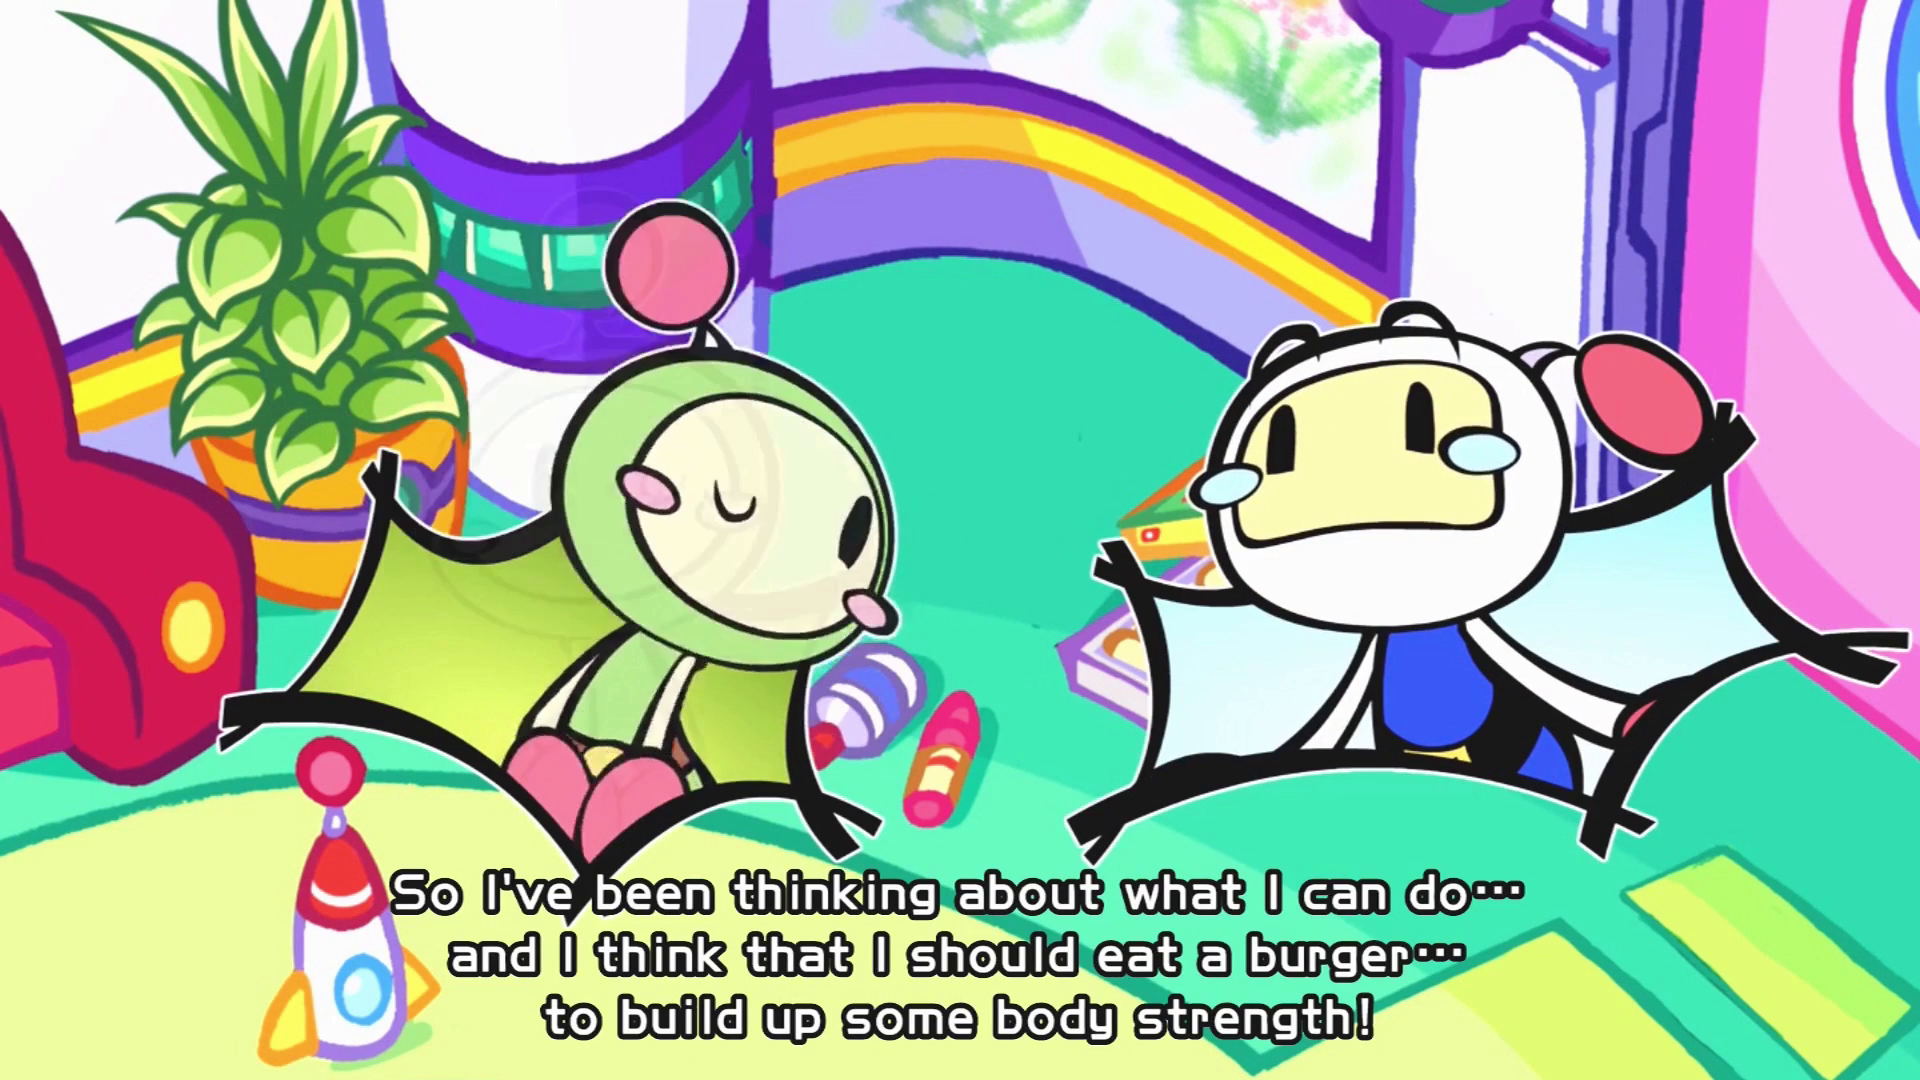 So I've been thinking about what I can do…
and I think that I should eat a burger…
to build up some body strength!